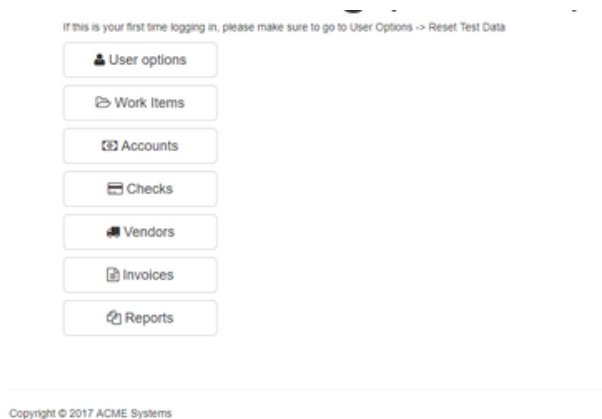 If this is your first time logging in, please make sure to go to User Options -> Reset Test Data
User options
Work Items
Accounts
Checks
Vendors
Invoices
Reports
Copyright © 2017 ACME Systems